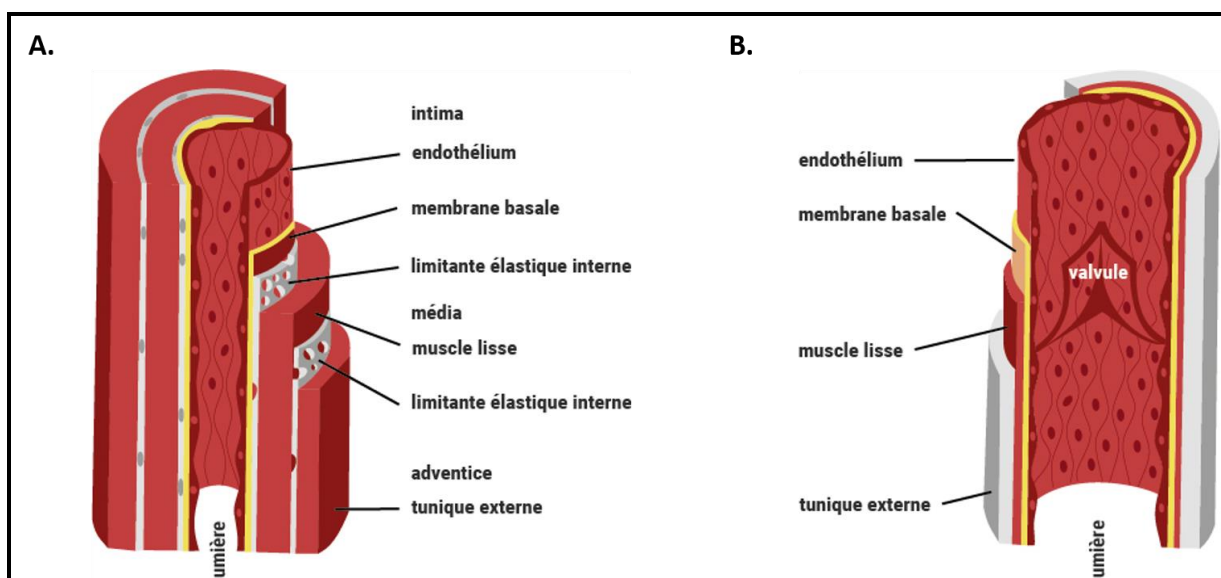 A.
intima
endothélium
membrane basale
limitante élastique interne
média
muscle lisse
limitante élastique interne
adventice
tunique externe
umière
B.
endothélium
membrane basale
valvule
muscle lisse
tunique externe
umière